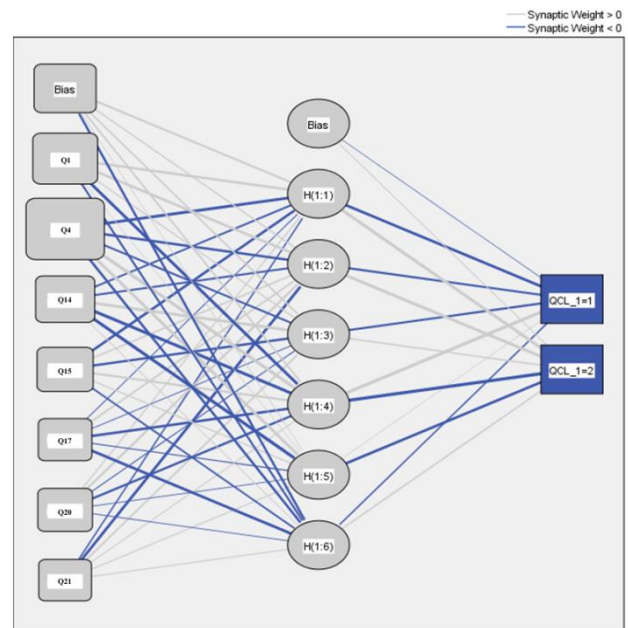 Synaptic Weight > 0
Synaptic Weight < 0
Bias
Q1
Q4
Q14
Q15
Q17
Q20
Q21
Bias
H(1:1)
H(1:2)
H(1:3)
H(1:4)
H(1:5)
H(1:6)
QCL_1=1
QCL_1=2